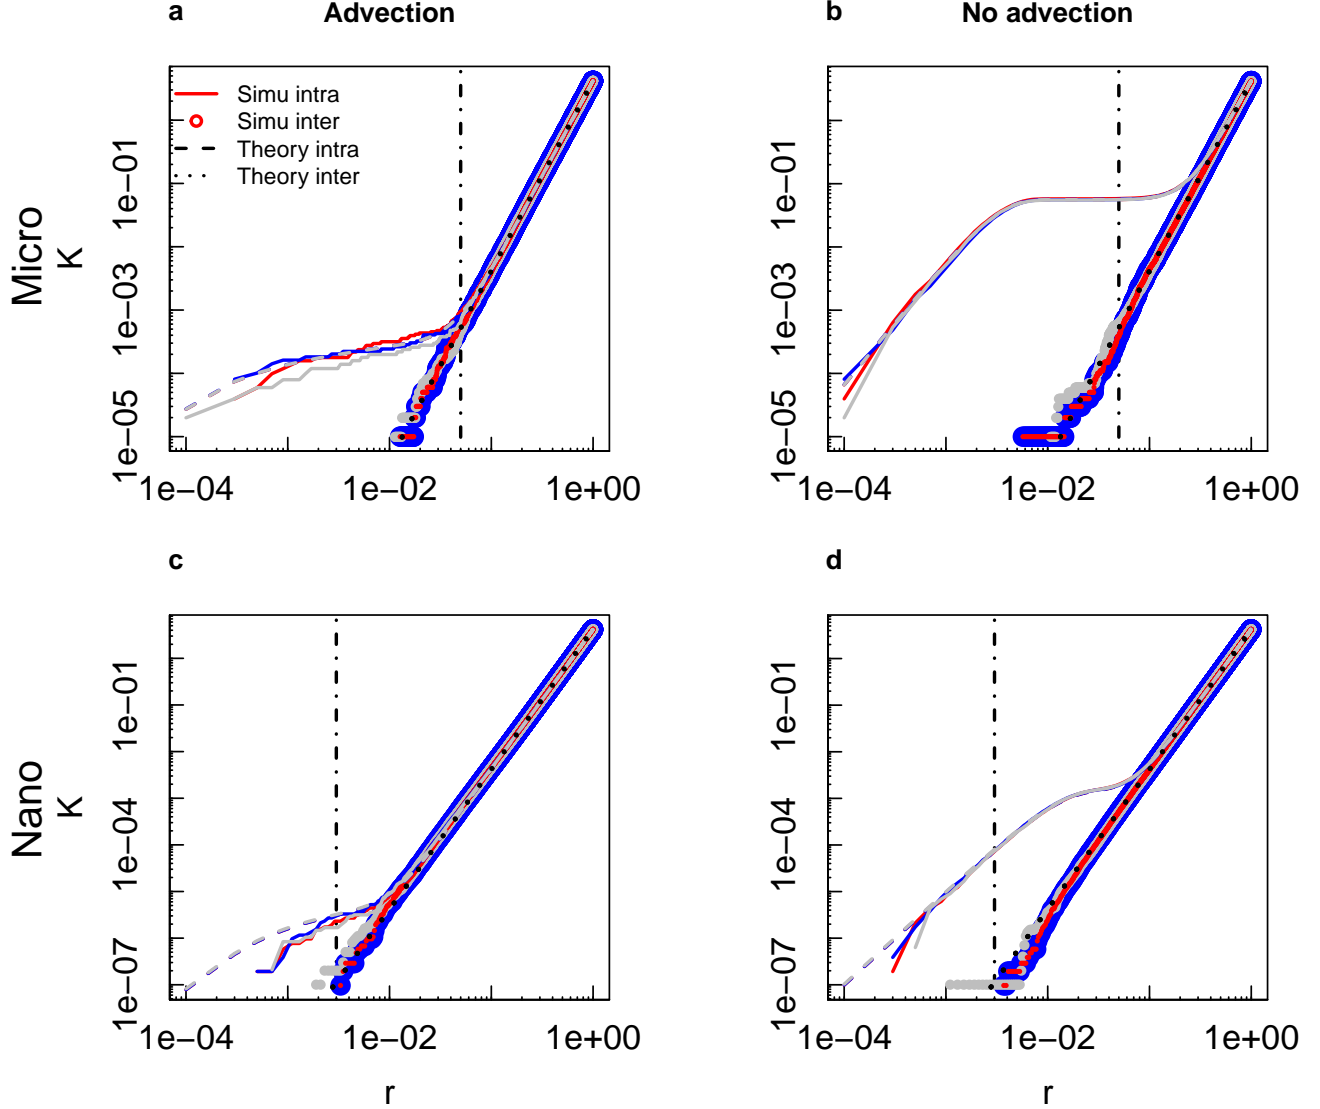 a Advection
b No advection
Simu intra
Simu inter
Theory intra
Theory inter
Micro
K
1e−05 1e−03 1e−01
1e−04 1e−02 1e+00
1e−05 1e−03 1e−01
1e−04 1e−02 1e+00
c
d
Nano
K
1e−07 1e−04 1e−01
1e−04 1e−02 1e+00
r
1e−07 1e−04 1e−01
1e−04 1e−02 1e+00
r